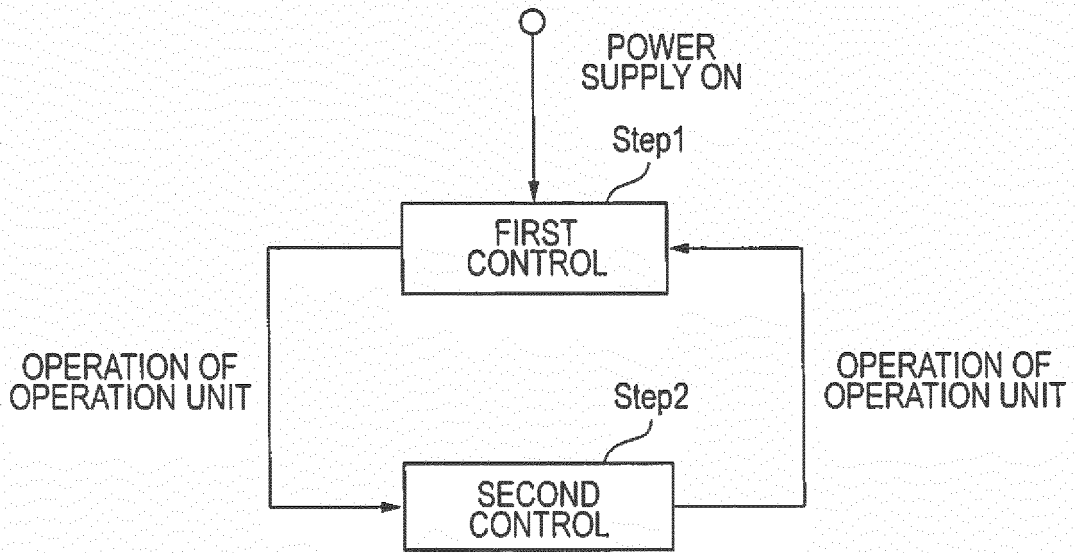 POWER
SUPPLY ON
Step1
FIRST
CONTROL
OPERATION OF
OPERATION UNIT
OPERATION OF
OPERATION UNIT
Step2
SECOND
CONTROL